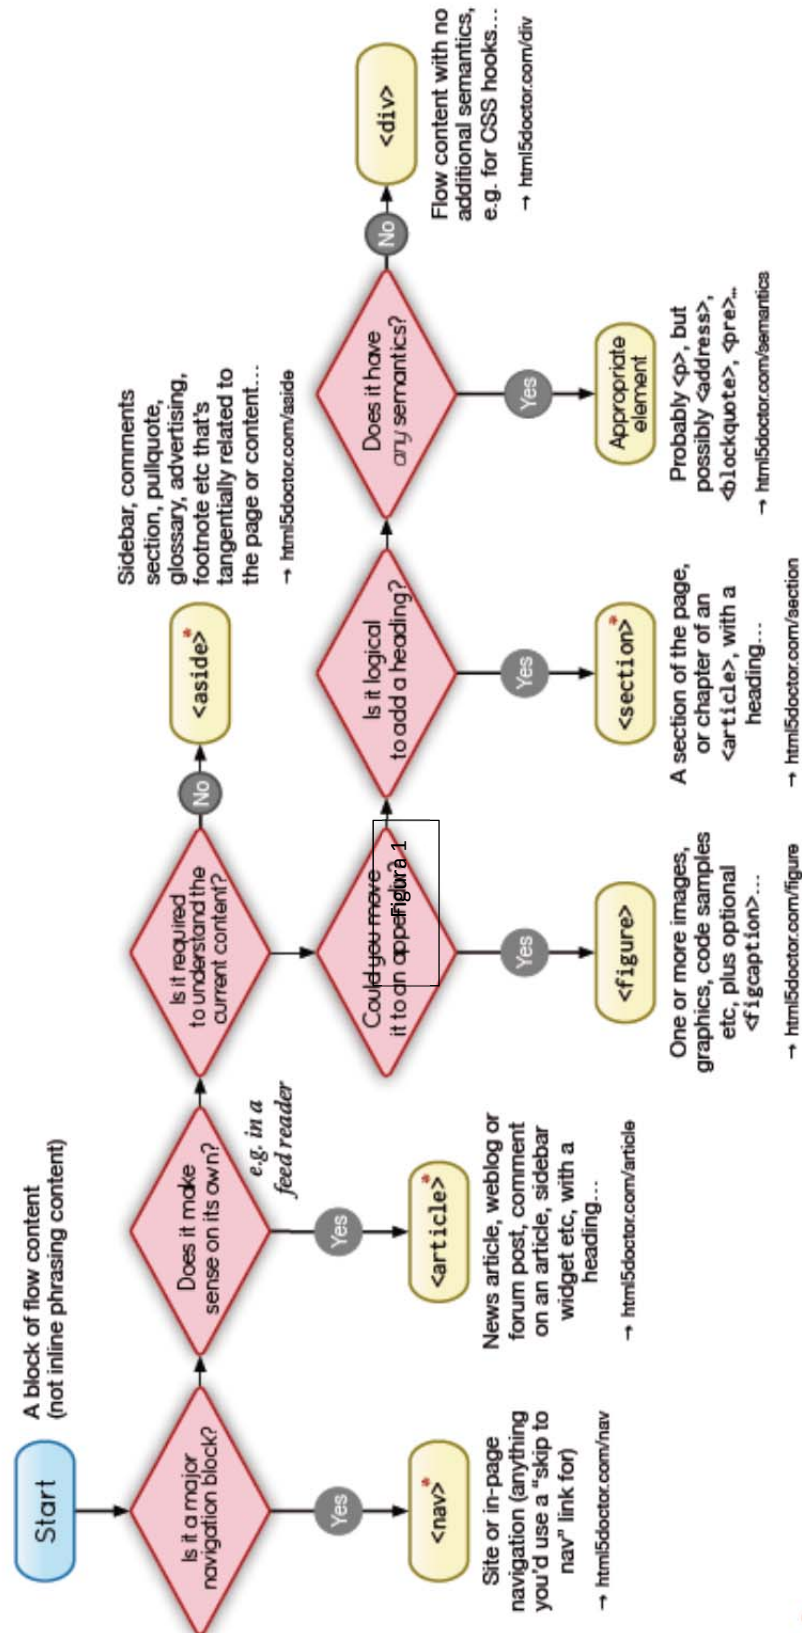 Start
A block of flow content
(not inline phrasing content)
Is it a major
navigation block?
Yes
<nav>*
Site or in-page
navigation (anything
you'd use a “skip to
nav” link for)
→ html5doctor.com/nav
Does it make
sense on its own?
e.g. in a
feed reader
Yes
<article>*
News article, weblog or
forum post, comment
on an article, sidebar
widget etc, with a
heading…
→ html5doctor.com/article
Is it required
to understand the
current content?
No
<aside>*
Sidebar, comments
section, pullquote,
glossary, advertising,
footnote etc that's
tangentially related to
the page or content…
→ html5doctor.com/aside
Could you move
it to an appendix?
Figura 1
Yes
<figure>
One or more images,
graphics, code samples
etc, plus optional
<figcaption>…
→ html5doctor.com/figure
Is it logical
to add a heading?
Yes
<section>*
A section of the page,
or chapter of an
<article>, with a
heading…
→ html5doctor.com/section
Does it have
any semantics?
Yes
Appropriate
element
Probably <p>, but
possibly <address>,
<blockquote>, <pre>…
→ html5doctor.com/semantics
No
<div>
Flow content with no
additional semantics,
e.g. for CSS hooks…
→ html5doctor.com/div